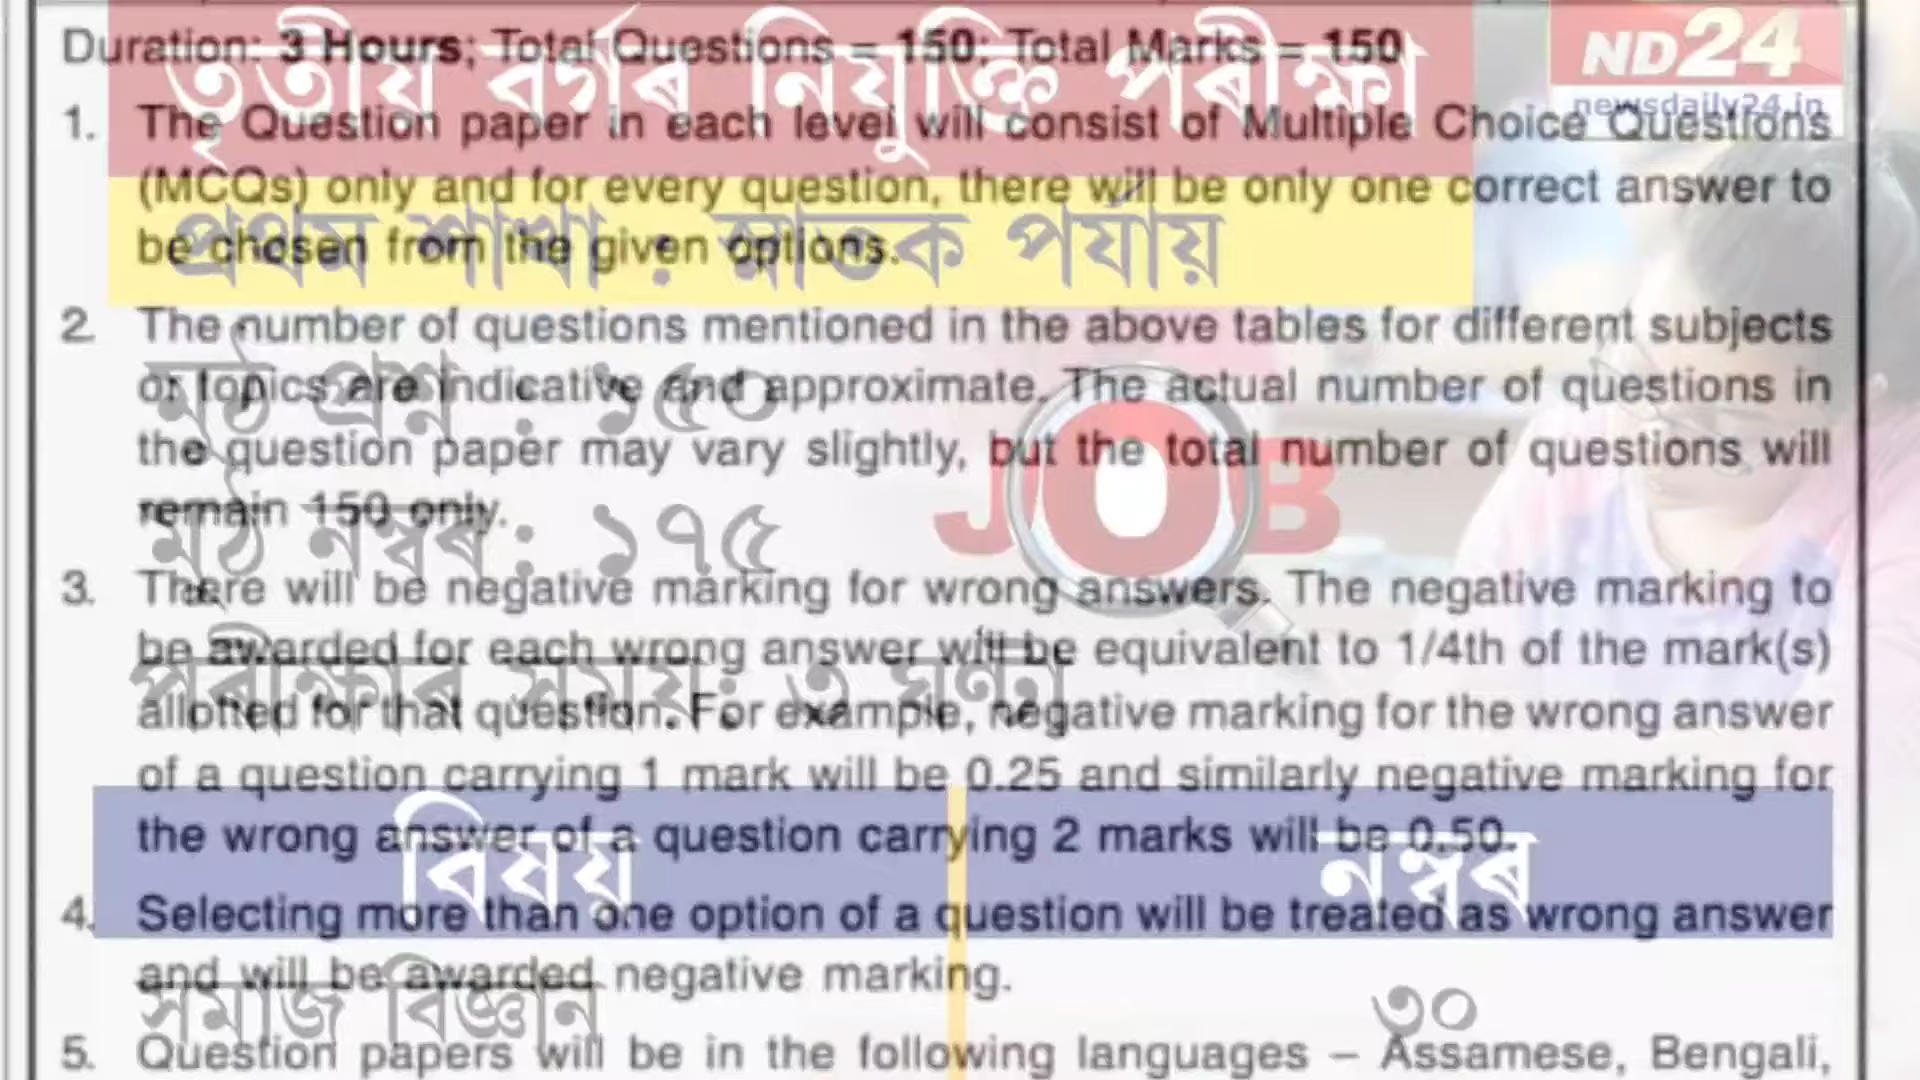 Duration: 3 Hours; Total Questions = 150; Total Marks = 150
1. The Question paper in each level will consist of Multiple Choice Questions
(MCQs) only and for every question, there will be only one correct answer to
be chosen from the given options.
2. The number of questions mentioned in the above tables for different subjects
or topics are indicative and approximate. The actual number of questions in
the question paper may vary slightly, but the total number of questions will
remain 150 only.
3. There will be negative marking for wrong answers. The negative marking to
be awarded for each wrong answer will be equivalent to 1/4th of the mark(s)
allotted for that question. For example, negative marking for the wrong answer
of a question carrying 1 mark will be 0.25 and similarly negative marking for
the wrong answer of a question carrying 2 marks will be 0.50.
4. Selecting more than one option of a question will be treated as wrong answer
and will be awarded negative marking.
5. Question papers will be in the following languages – Assamese, Bengali,
তৃতীয় বৰ্গৰ নিযুক্তি পৰীক্ষা
প্ৰথম শাখা : স্নাতক পৰ্যায়
মুঠ প্ৰশ্ন : ১৫০
মুঠ নম্বৰ : ১৭৫
পৰীক্ষাৰ সময়: ৩ ঘণ্টা
বিষয় নম্বৰ
সমাজ বিজ্ঞান ৩০
JOB
ND24
newsdaily24.in